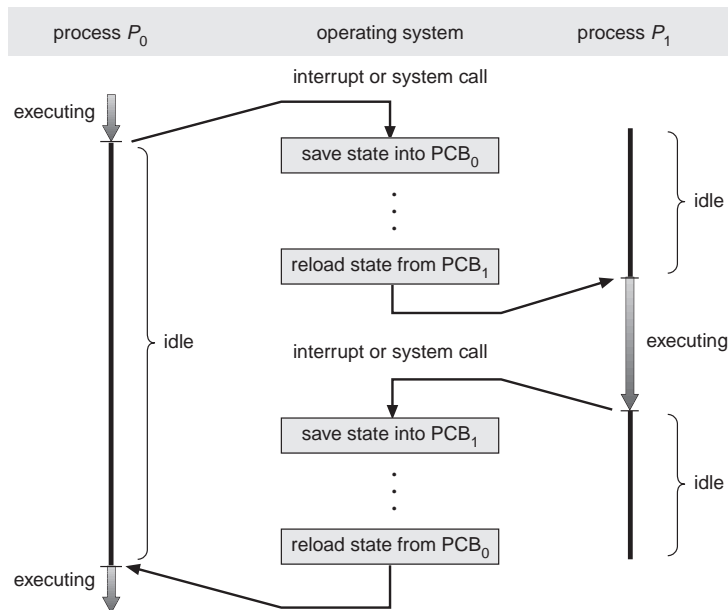 process P0
operating system
process P1
interrupt or system call
executing
save state into PCB0
idle
reload state from PCB1
idle
executing
interrupt or system call
save state into PCB1
idle
reload state from PCB0
executing